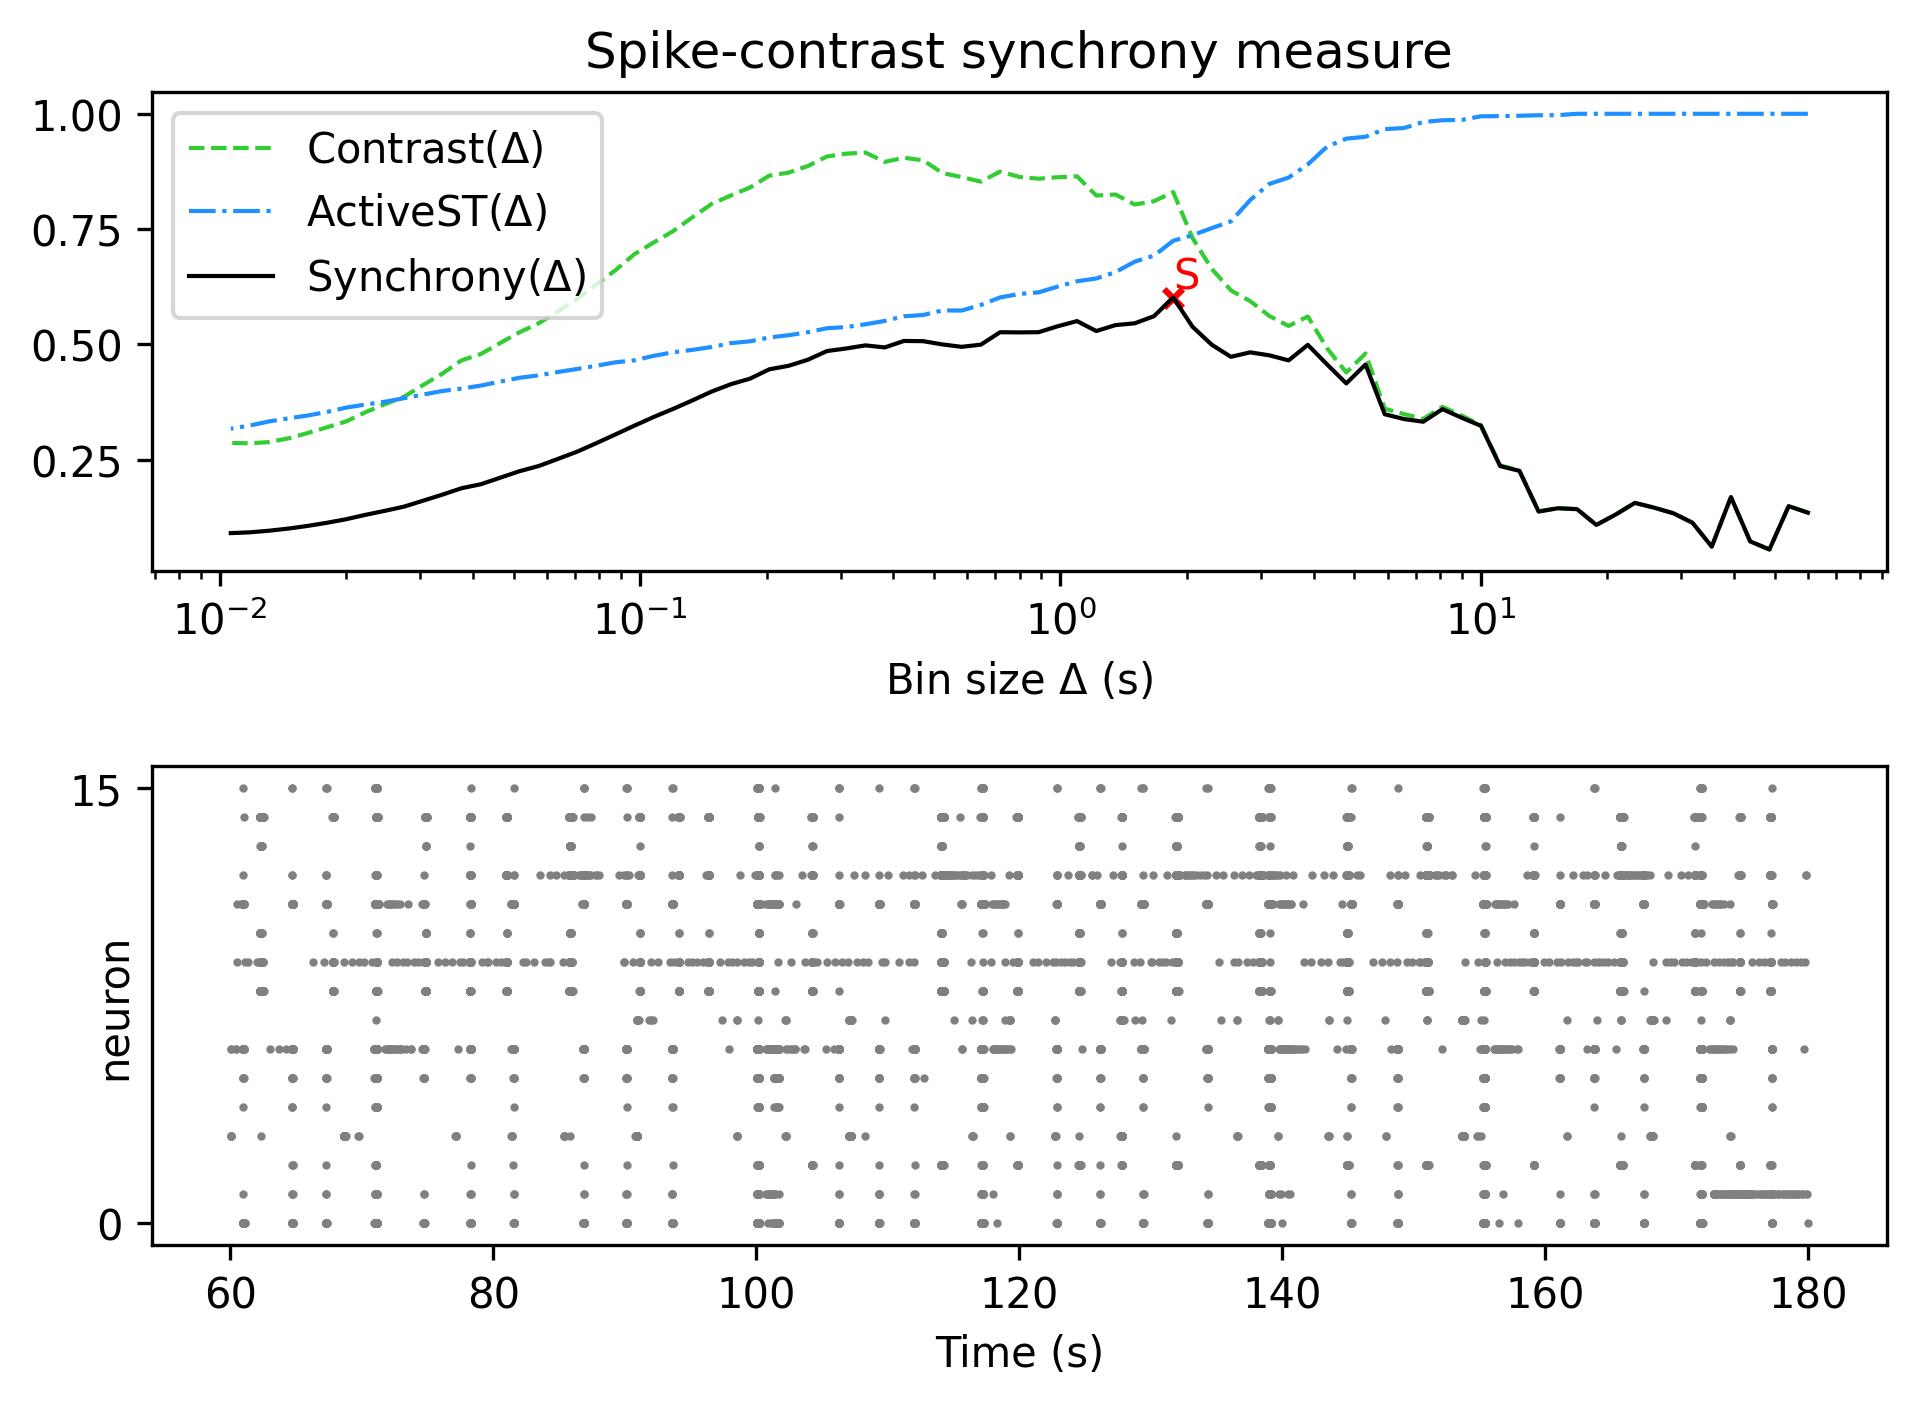 Spike-contrast synchrony measure
1.00
0.75
0.50
0.25
Contrast(Δ)
ActiveST(Δ)
Synchrony(Δ)
S
10⁻² 10⁻¹ 10⁰ 10¹
Bin size Δ (s)
15
0
neuron
60 80 100 120 140 160 180
Time (s)